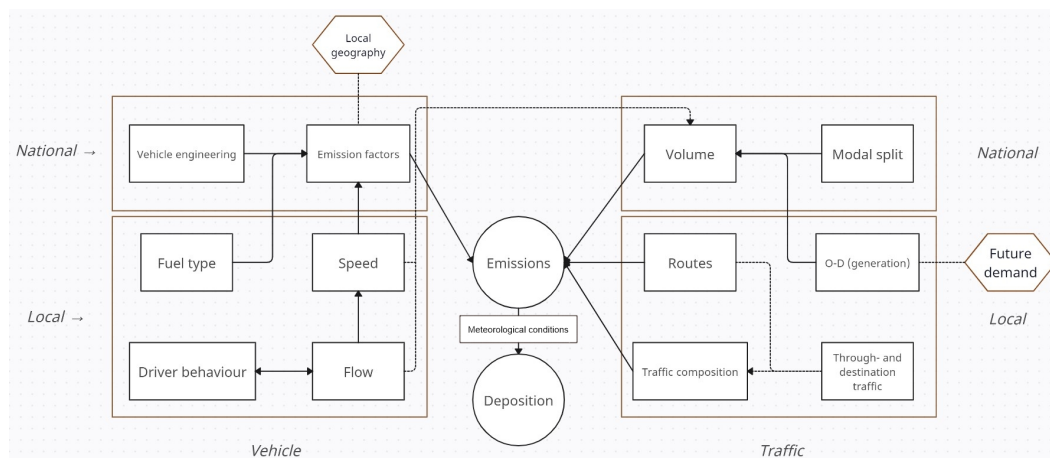 Local
geography
National →
Vehicle engineering
Emission factors
Volume
Modal split
National
Fuel type
Speed
Emissions
Routes
O-D (generation)
Future
demand
Local →
Local
Meteorological conditions
Driver behaviour
Flow
Deposition
Traffic composition
Through- and
destination
traffic
Vehicle
Traffic